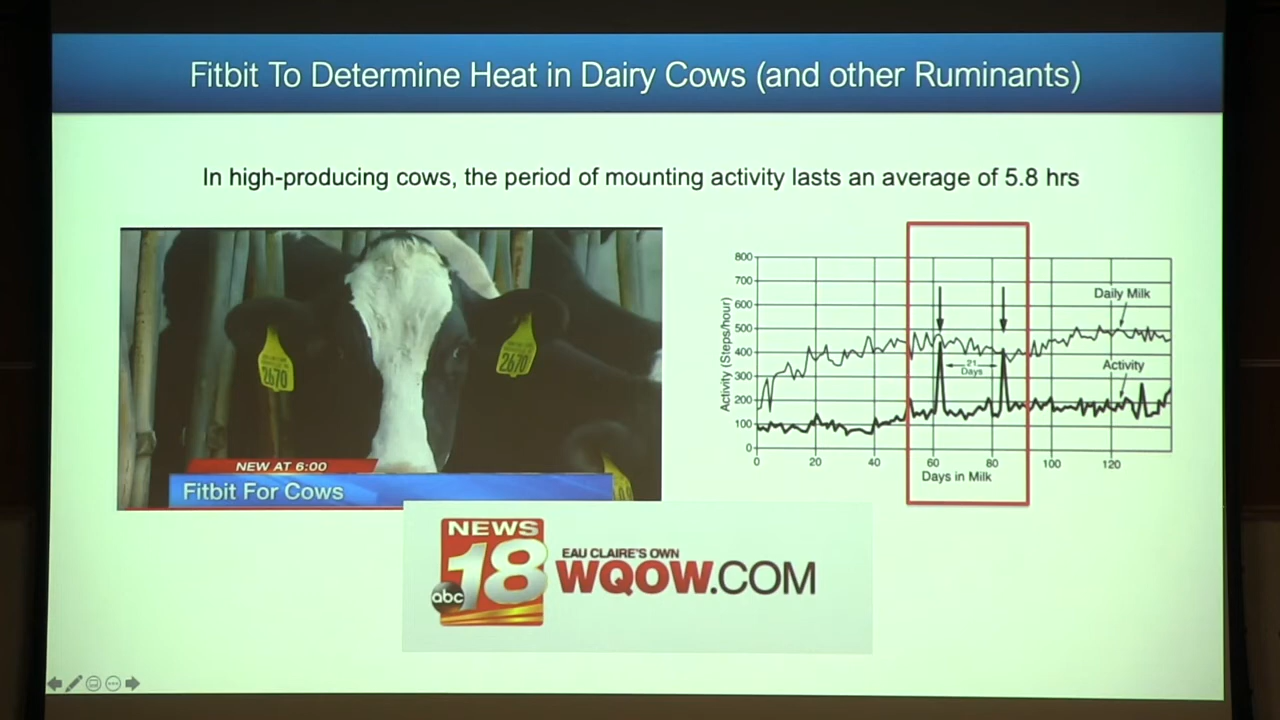 Fitbit To Determine Heat in Dairy Cows (and other Ruminants)
In high-producing cows, the period of mounting activity lasts an average of 5.8 hrs
2670
2670
NEW AT 6:00
Fitbit For Cows
800
700
600
500
400
300
200
100
0
Activity (Steps/hour)
Daily Milk
21
Days
Activity
0 20 40 60 80 100 120
Days in Milk
NEWS
18
abc
EAU CLAIRE'S OWN
WQOW.COM